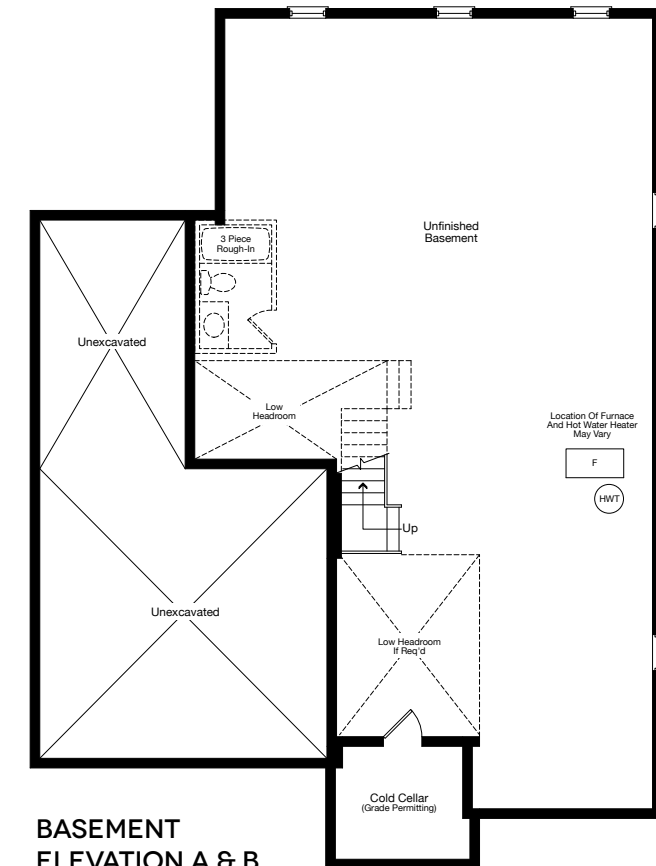 Unfinished
Basement
3 Piece
Rough-In
Unexcavated
Low
Headroom
Location Of Furnace
And Hot Water Heater
May Vary
F
HWT
Up
Unexcavated
Low Headroom
If Req'd
Cold Cellar
(Grade Permitting)
BASEMENT
ELEVATION A & B